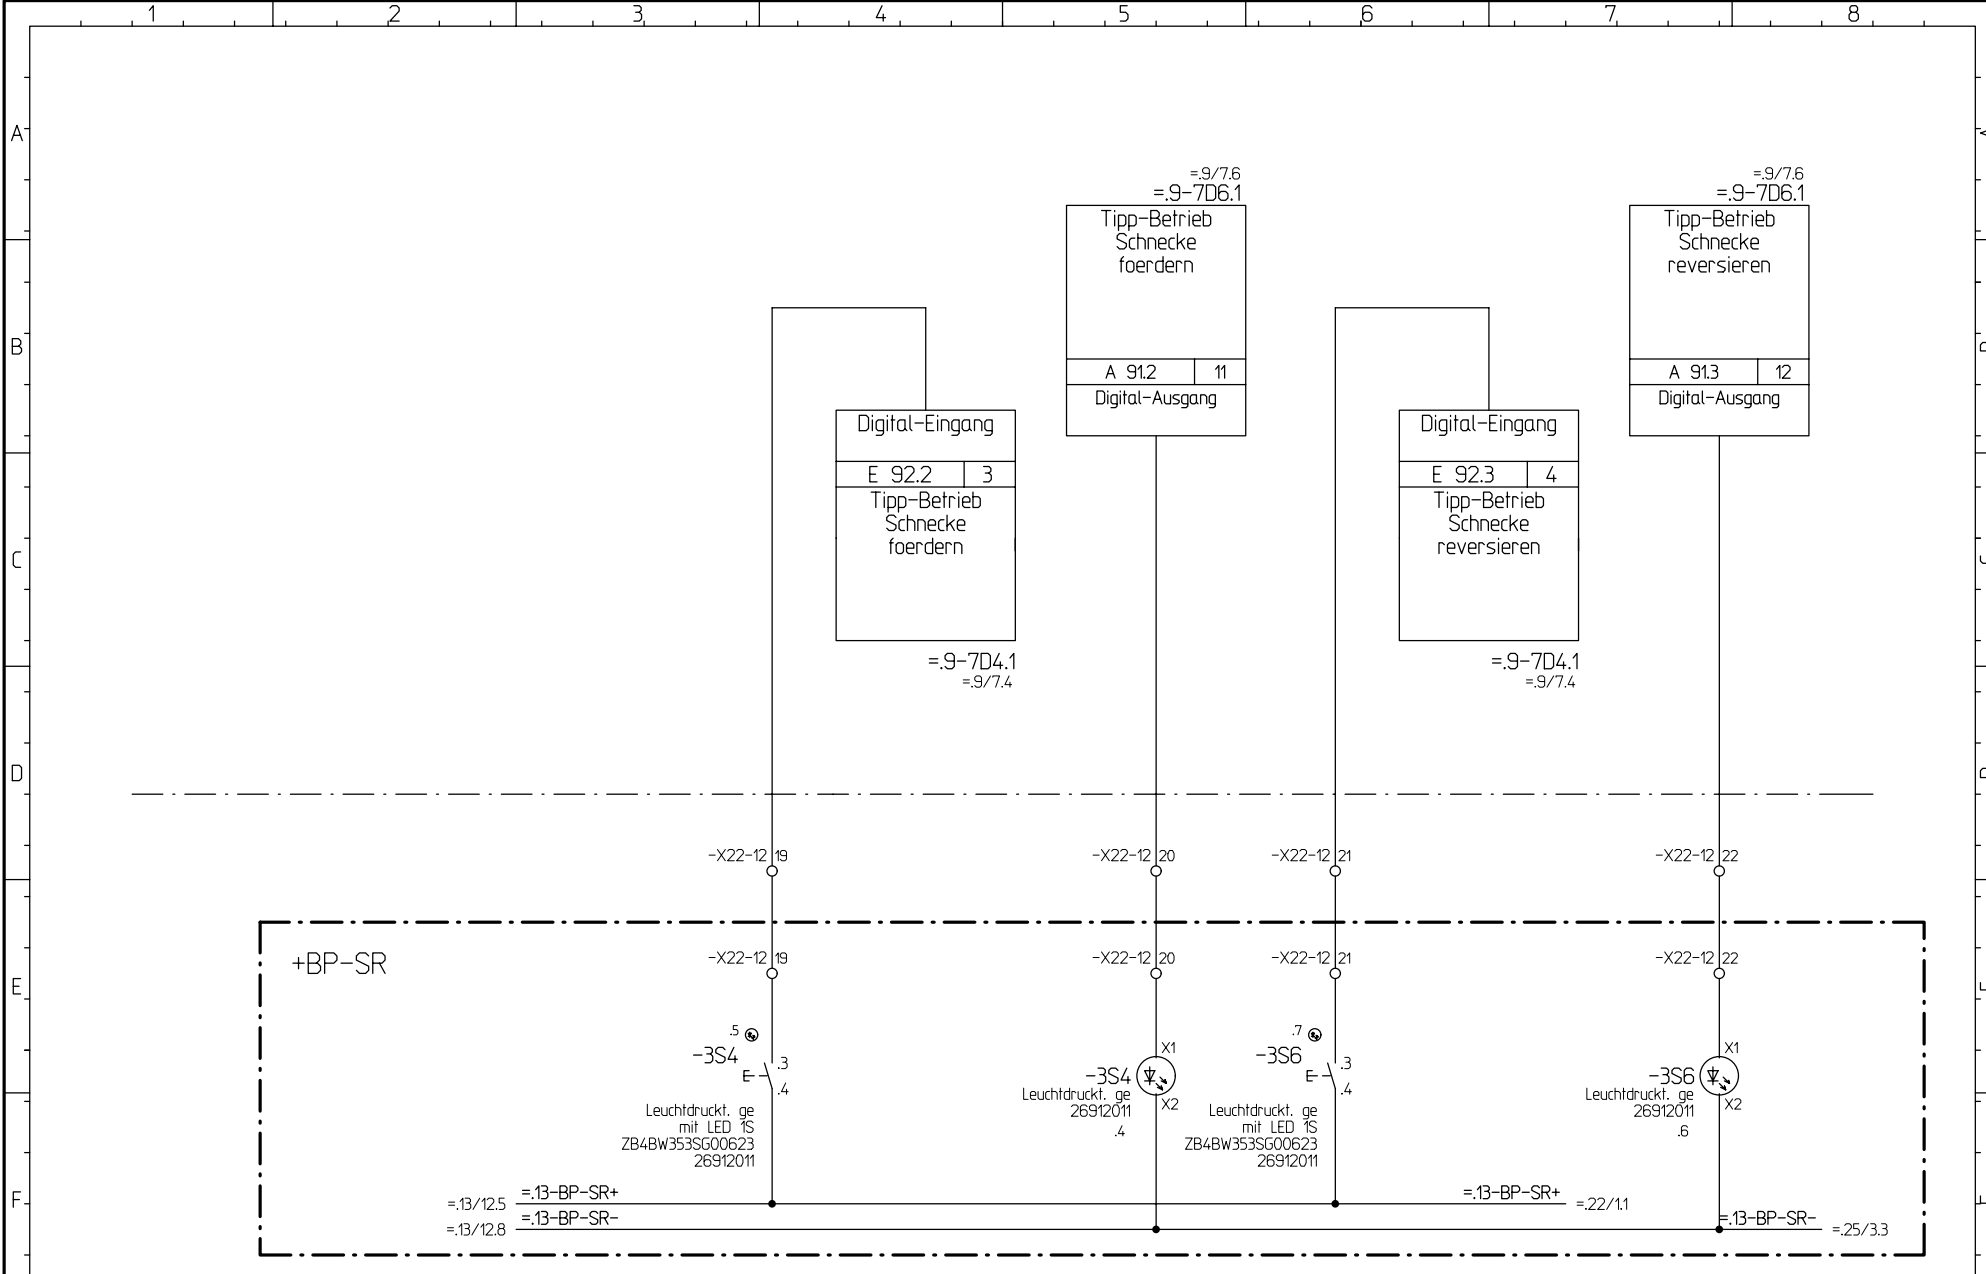 1 2 3 4 5 6 7 8
A
B
C
D
E
F
=.9/7.6
=.9-7D6.1
Tipp-Betrieb
Schnecke
foerdern
A 91.2 11
Digital-Ausgang
=.9/7.6
=.9-7D6.1
Tipp-Betrieb
Schnecke
reversieren
A 91.3 12
Digital-Ausgang
Digital-Eingang
E 92.2 3
Tipp-Betrieb
Schnecke
foerdern
=.9-7D4.1
=.9/7.4
Digital-Eingang
E 92.3 4
Tipp-Betrieb
Schnecke
reversieren
=.9-7D4.1
=.9/7.4
-X22-12 19
-X22-12 20
-X22-12 21
-X22-12 22
+BP-SR
-X22-12 19
-X22-12 20
-X22-12 21
-X22-12 22
.5
-3S4
.3
.4
Leuchtdruckt. ge
mit LED 1S
ZB4BW353SG00623
26912011
X1
-3S4
X2
Leuchtdruckt. ge
26912011
.4
.7
-3S6
.3
.4
Leuchtdruckt. ge
mit LED 1S
ZB4BW353SG00623
26912011
X1
-3S6
X2
Leuchtdruckt. ge
26912011
.6
=.13/12.5 =.13-BP-SR+ =.13-BP-SR+ =.22/1.1
=.13/12.8 =.13-BP-SR- =.13-BP-SR- =.25/3.3